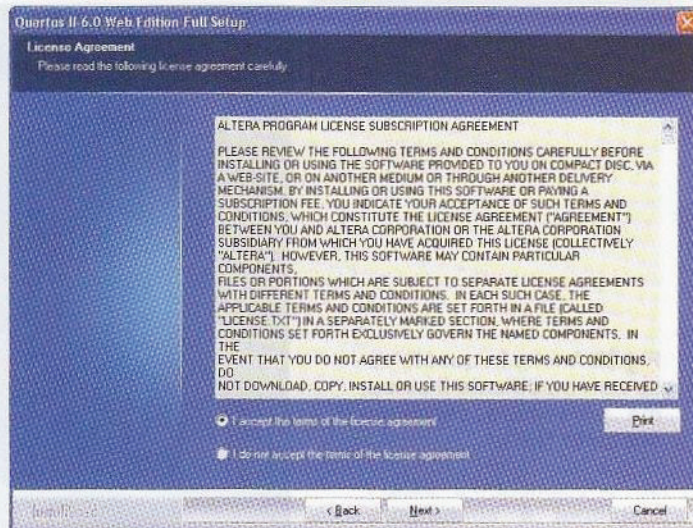 Quartus II 6.0 Web Edition Full Setup
License Agreement
Please read the following license agreement carefully.
ALTERA PROGRAM LICENSE SUBSCRIPTION AGREEMENT
PLEASE REVIEW THE FOLLOWING TERMS AND CONDITIONS CAREFULLY BEFORE
INSTALLING OR USING THE SOFTWARE PROVIDED TO YOU ON COMPACT DISC, VIA
A WEB-SITE, OR ON ANOTHER MEDIUM OR THROUGH ANOTHER DELIVERY
MECHANISM. BY INSTALLING OR USING THIS SOFTWARE OR PAYING A
SUBSCRIPTION FEE, YOU INDICATE YOUR ACCEPTANCE OF SUCH TERMS AND
CONDITIONS, WHICH CONSTITUTE THE LICENSE AGREEMENT ("AGREEMENT")
BETWEEN YOU AND ALTERA CORPORATION OR THE ALTERA CORPORATION
SUBSIDIARY FROM WHICH YOU HAVE ACQUIRED THIS LICENSE (COLLECTIVELY
"ALTERA"). HOWEVER, THIS SOFTWARE MAY CONTAIN PARTICULAR
COMPONENTS,
FILES OR PORTIONS WHICH ARE SUBJECT TO SEPARATE LICENSE AGREEMENTS
WITH DIFFERENT TERMS AND CONDITIONS. IN EACH SUCH CASE, THE
APPLICABLE TERMS AND CONDITIONS ARE SET FORTH IN A FILE (CALLED
"LICENSE.TXT") IN A SEPARATELY MARKED SECTION, WHERE TERMS AND
CONDITIONS SET FORTH EXCLUSIVELY GOVERN THE NAMED COMPONENTS. IN
THE
EVENT THAT YOU DO NOT AGREE WITH ANY OF THESE TERMS AND CONDITIONS,
DO
NOT DOWNLOAD, COPY, INSTALL OR USE THIS SOFTWARE; IF YOU HAVE RECEIVED
I accept the terms of the license agreement
Print
I do not accept the terms of the license agreement
InstallShield
< Back
Next >
Cancel